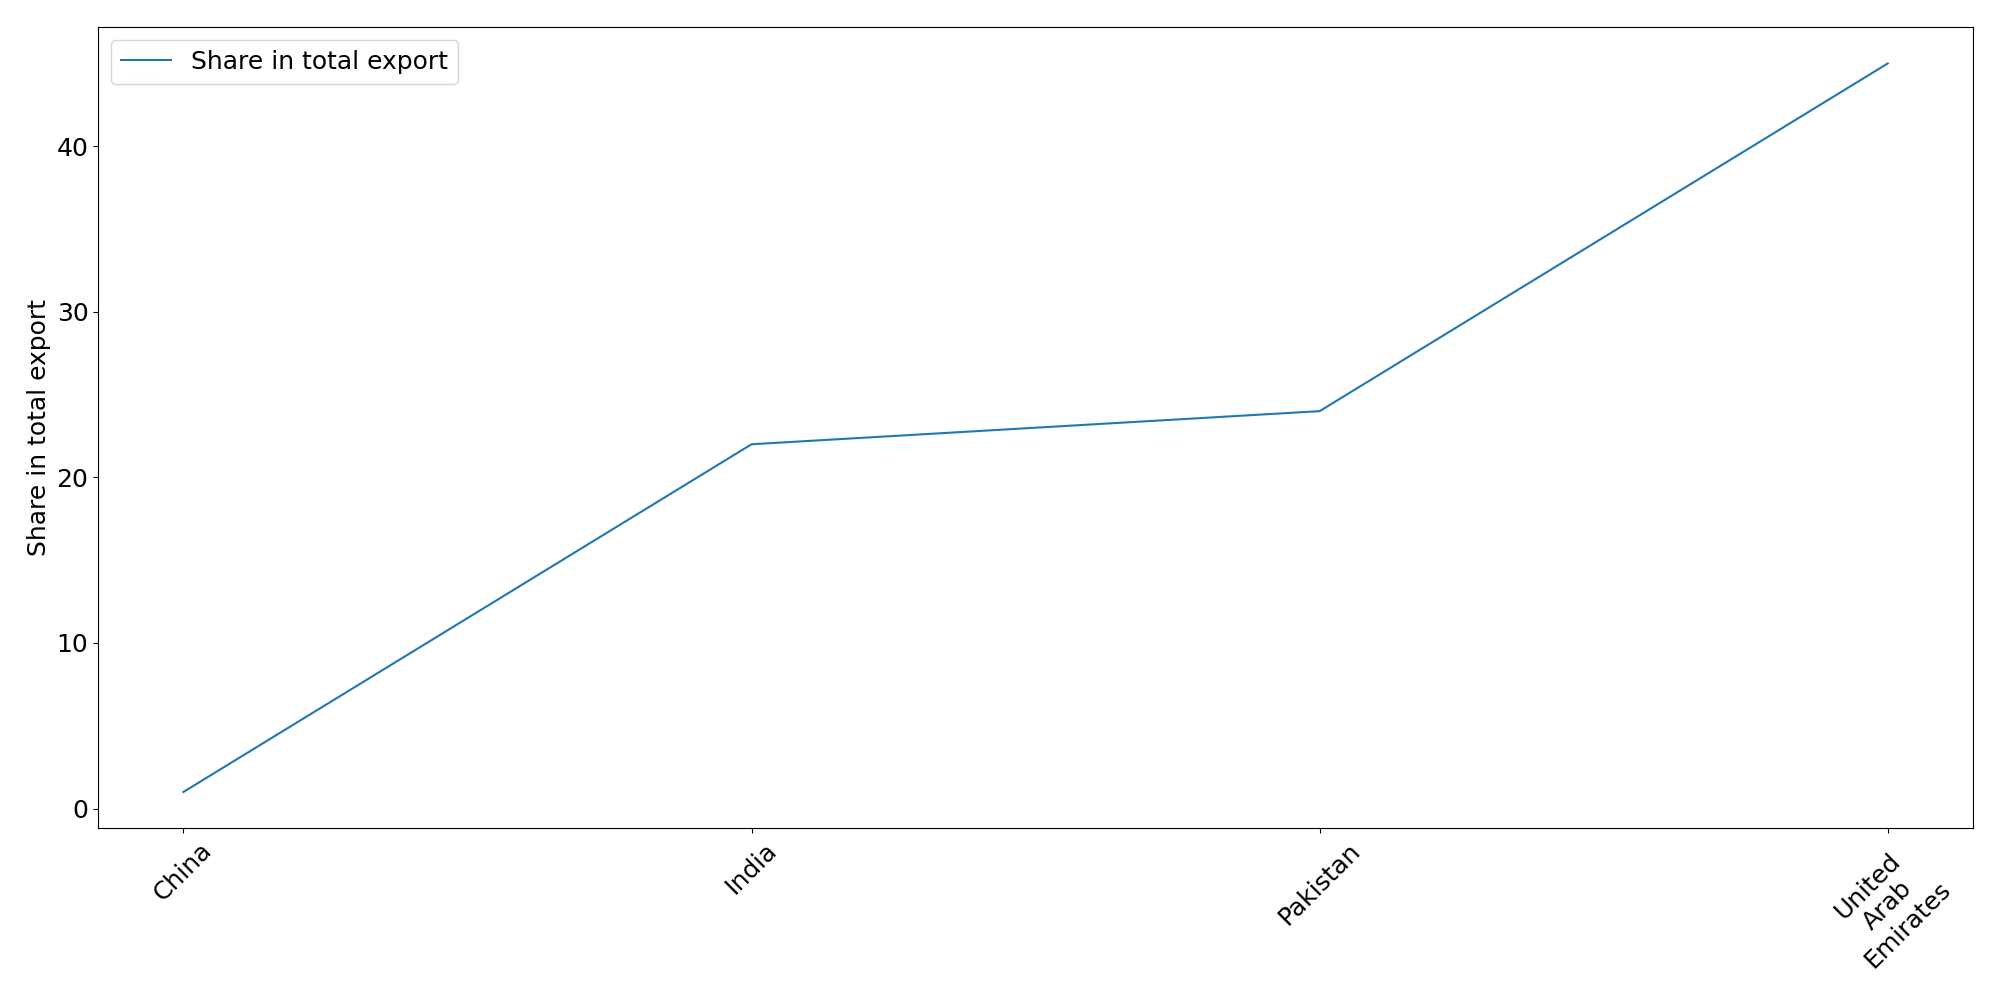 Share in total export
Share in total export
40
30
20
10
0
China
India
Pakistan
United
Arab
Emirates